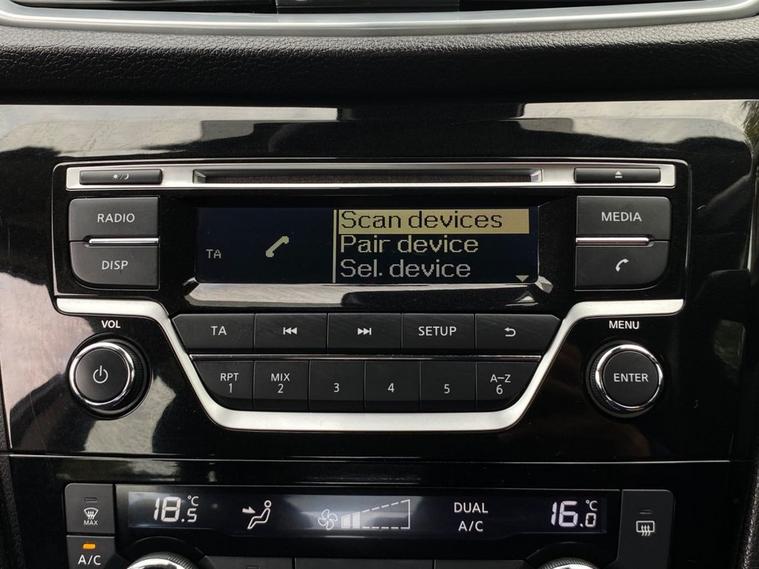 RADIO
MEDIA
DISP
TA
Scan devices
Pair device
Sel. device
VOL
TA
SETUP
MENU
RPT
1
MIX
2
3
4
5
A–Z
6
ENTER
MAX
18.5 °C
DUAL
A/C
16.0 °C
A/C